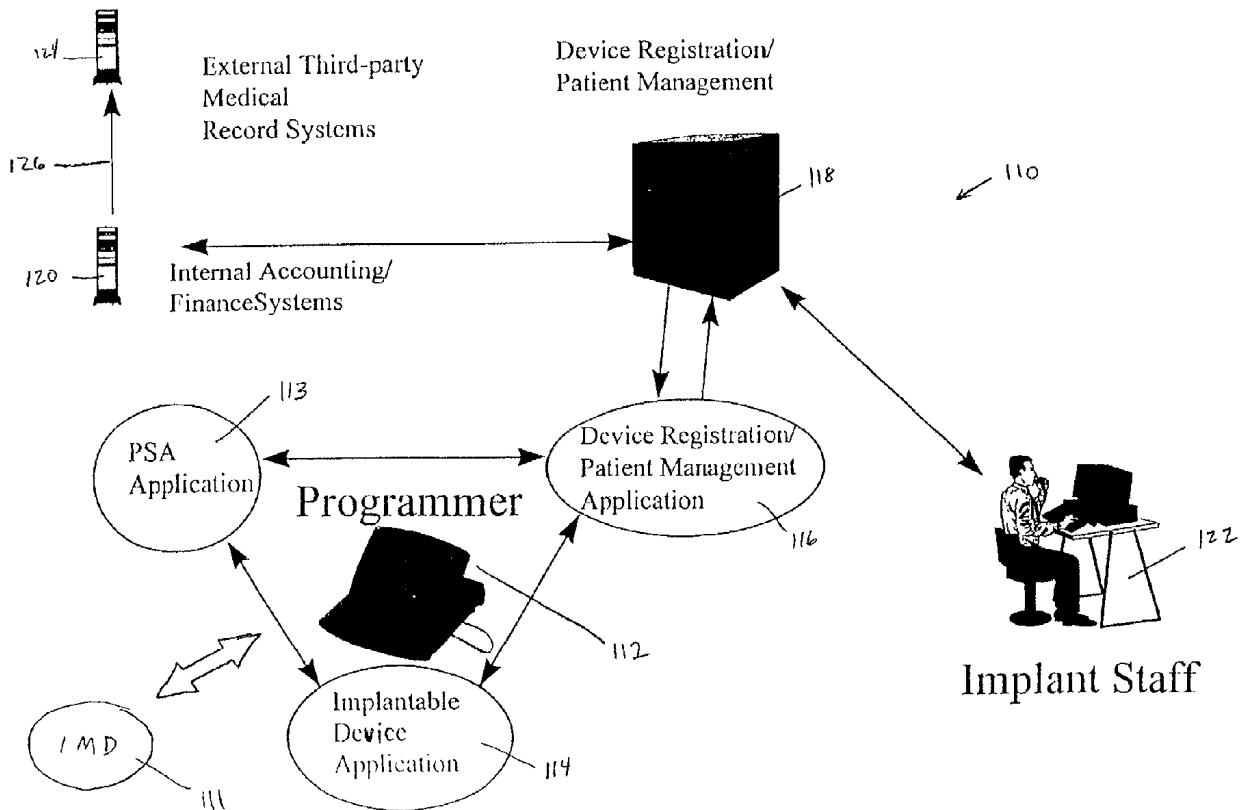 124
External Third-party
Medical
Record Systems
Device Registration/
Patient Management
126
118
110
120
Internal Accounting/
FinanceSystems
113
PSA
Application
Device Registration/
Patient Management
Application
Programmer
116
122
112
Implant Staff
Implantable
Device
Application
IMD
114
111